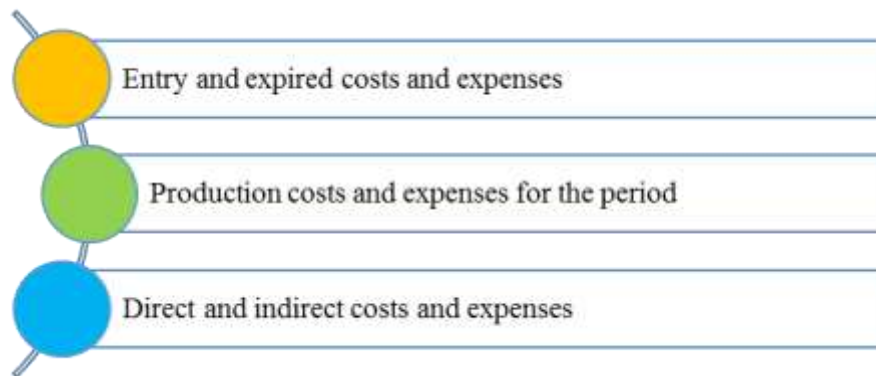 Entry and expired costs and expenses
Production costs and expenses for the period
Direct and indirect costs and expenses